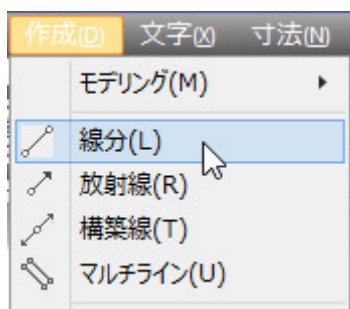 作成(D) 文字(X) 寸法(N)
モデリング(M)
線分(L)
放射線(R)
構築線(T)
マルチライン(U)